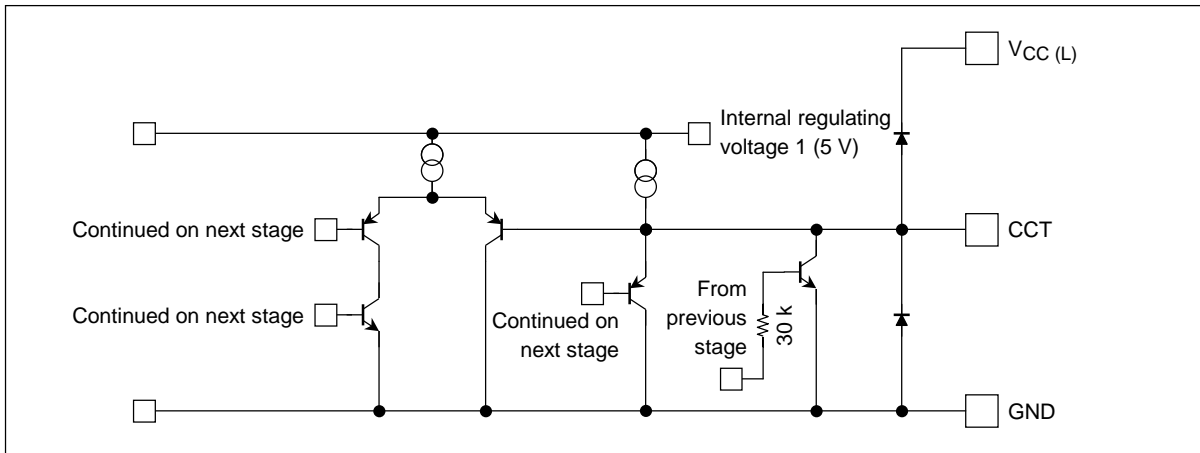 VCC (L)
Internal regulating
voltage 1 (5 V)
Continued on next stage
CCT
Continued on next stage
Continued on
next stage
From
previous
stage
30 k
GND